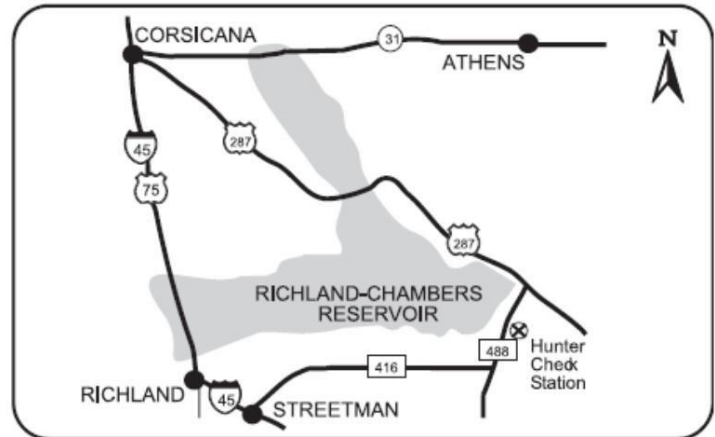 CORSICANA
31
N
ATHENS
45
287
75
287
RICHLAND-CHAMBERS
RESERVOIR
488
Hunter
Check
Station
416
RICHLAND
45
STREETMAN